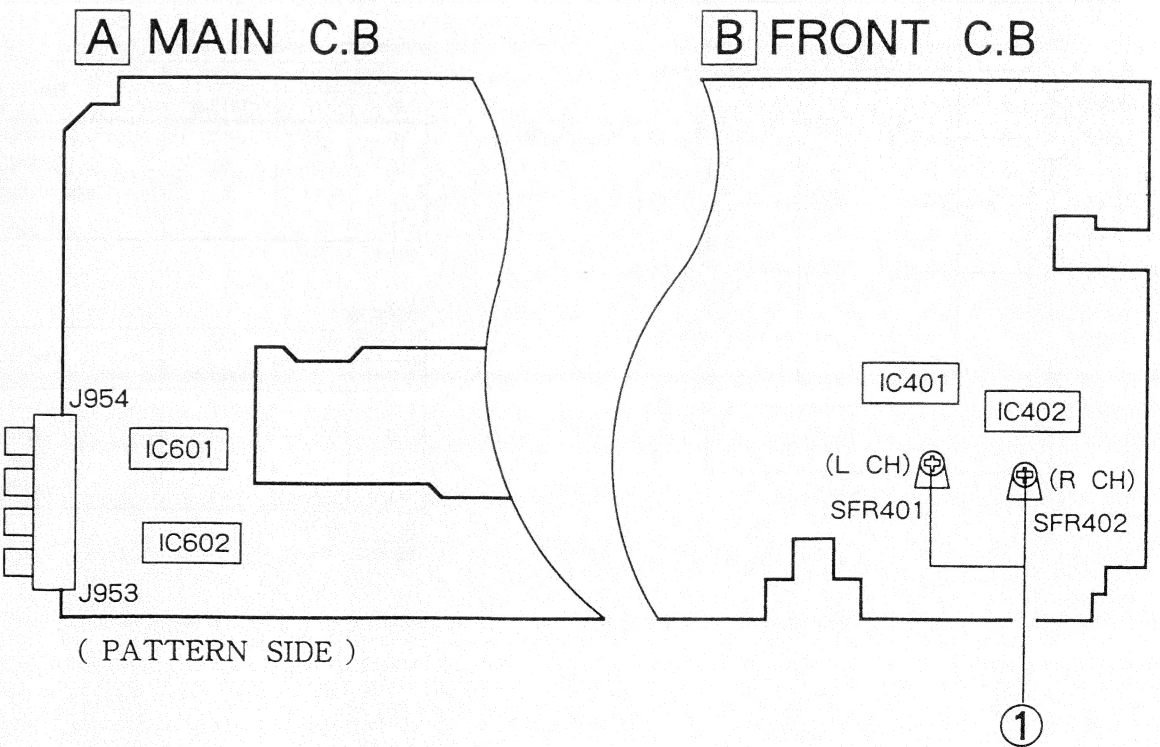 A MAIN C.B
B FRONT C.B
J954
IC601
IC602
J953
( PATTERN SIDE )
IC401
IC402
(L CH)
(R CH)
SFR401
SFR402
1